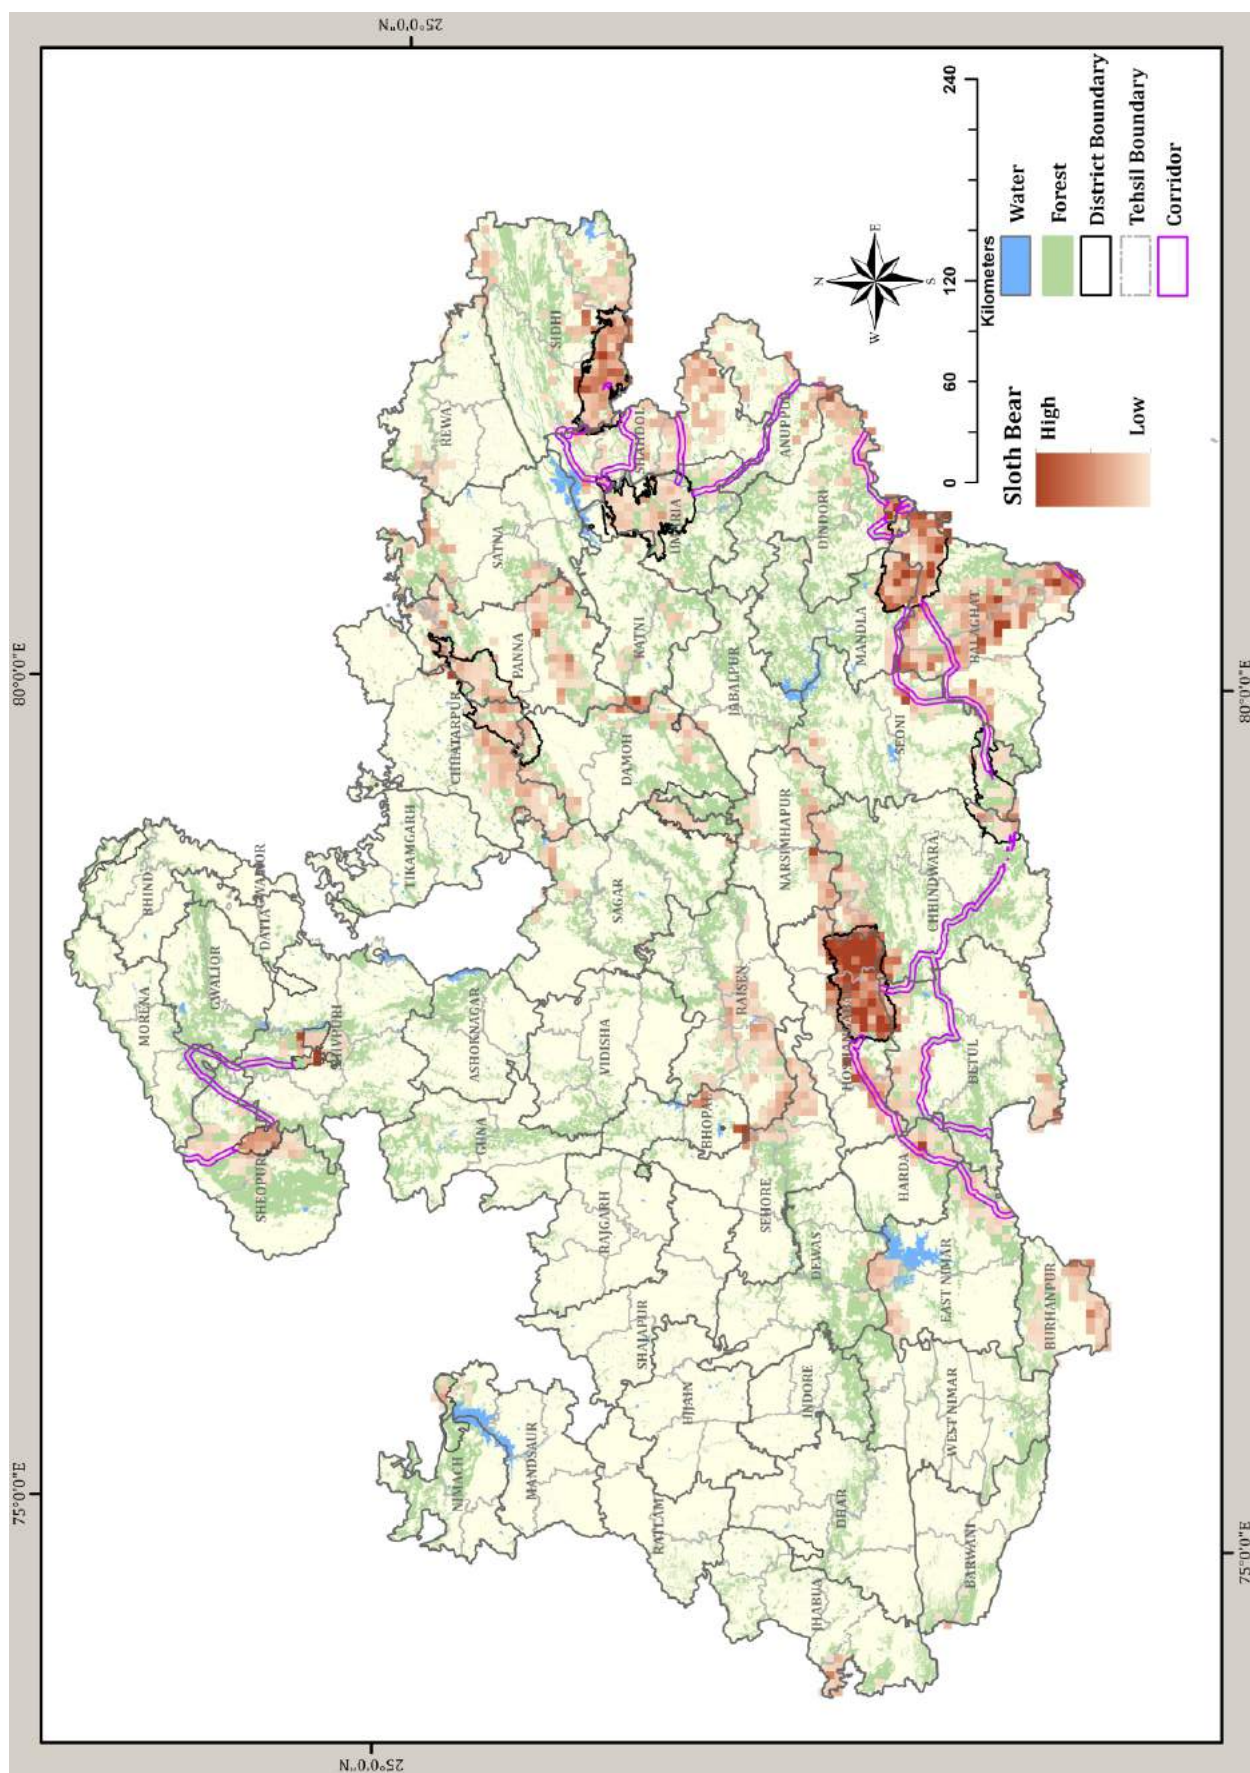 80°0'0"E
75°0'0"E
25°0'0"N
25°0'0"N
80°0'0"E
75°0'0"E
BHIND
MORENA
GWALIOR
DATIA
SHEOPUR
SHIVPURI
TIKAMGARH
CHHATARPUR
PANNA
SATNA
REWA
SIDHI
SHAHDOL
UMARIA
ANUPPUR
KATNI
JABALPUR
DINDORI
MANDLA
BALAGHAT
SEONI
DAMOH
SAGAR
NARSIMHAPUR
CHHINDWARA
ASHOKNAGAR
GUNA
VIDISHA
RAISEN
BHOPAL
HOSHANGABAD
BETUL
HARDA
RAJGARH
SEHORE
SHAJAPUR
DEWAS
EAST NIMAR
BURHANPUR
NIMACH
MANDSAUR
UJJAIN
INDORE
WEST NIMAR
RATLAM
DHAR
JHABUA
BARWANI
N
E
S
W
0
60
120
240
Kilometers
Sloth Bear
High
Low
Water
Forest
District Boundary
Tehsil Boundary
Corridor